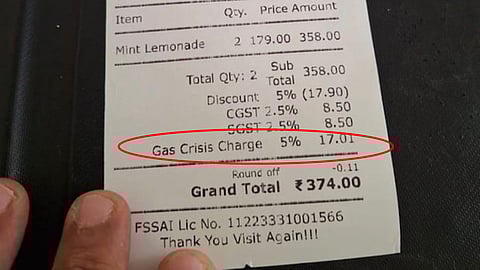 Item Qty. Price Amount
Mint Lemonade 2 179.00 358.00
Total Qty: 2 Sub Total 358.00
Discount 5% (17.90)
CGST 2.5% 8.50
SGST 2.5% 8.50
Gas Crisis Charge 5% 17.01
Round off -0.11
Grand Total ₹374.00
FSSAI Lic No. 11223331001566
Thank You Visit Again!!!